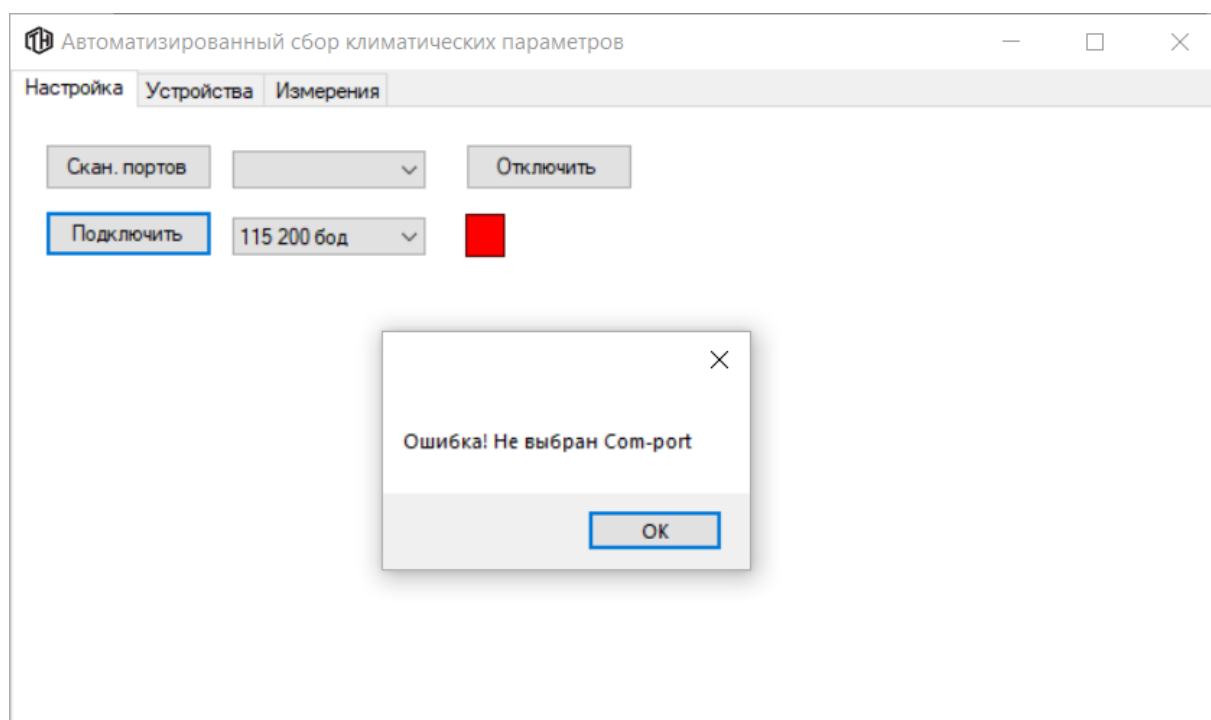 ТН Автоматизированный сбор климатических параметров
Настройка Устройства Измерения
Скан. портов Отключить
Подключить 115 200 бод
Ошибка! Не выбран Com-port
OK